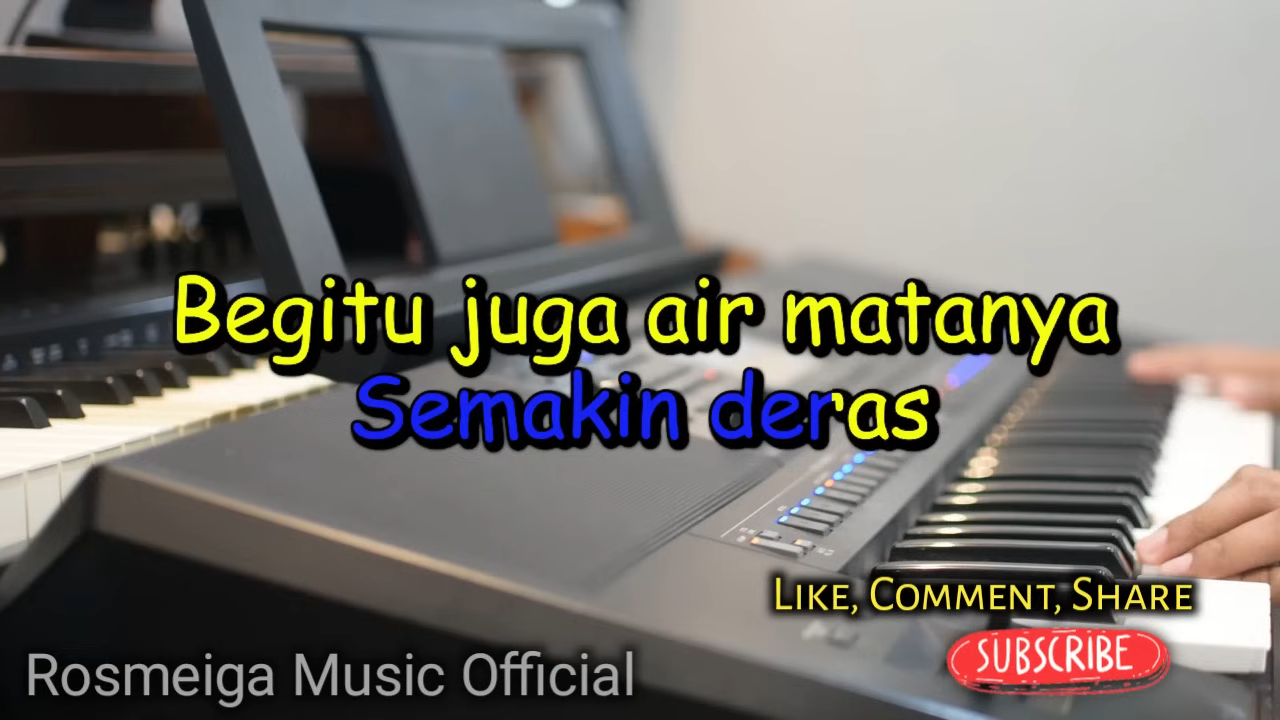 Begitu juga air matanya
Semakin deras
LIKE, COMMENT, SHARE
SUBSCRIBE
Rosmeiga Music Official